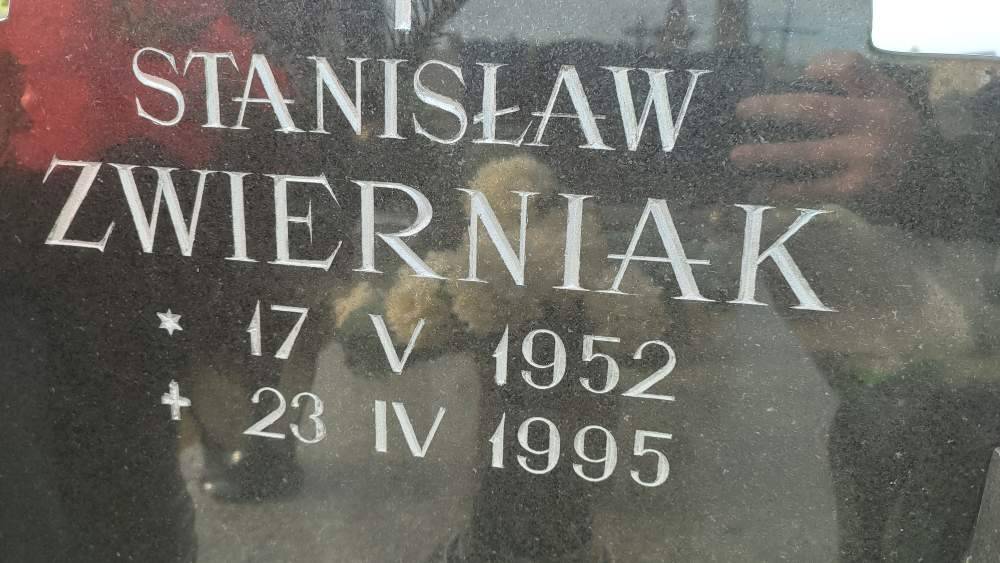 STANISŁAW
ZWIERNIAK
* 17 V 1952
✝ 23 IV 1995